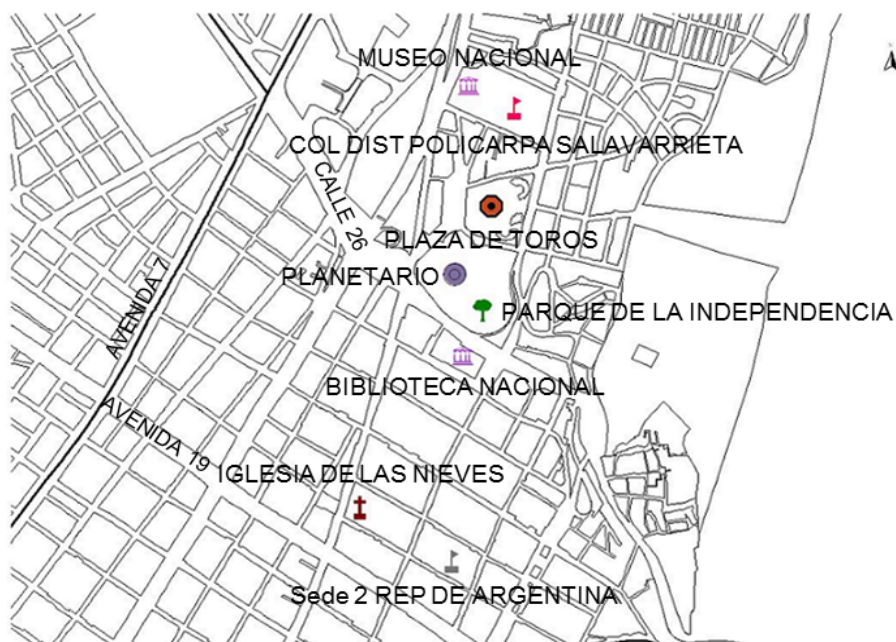 MUSEO NACIONAL
COL DIST POLICARPA SALAVARRIETA
CALLE 26
PLAZA DE TOROS
PLANETARIO
AVENIDA 7
PARQUE DE LA INDEPENDENCIA
BIBLIOTECA NACIONAL
AVENIDA 19
IGLESIA DE LAS NIEVES
Sede 2 REP DE ARGENTINA